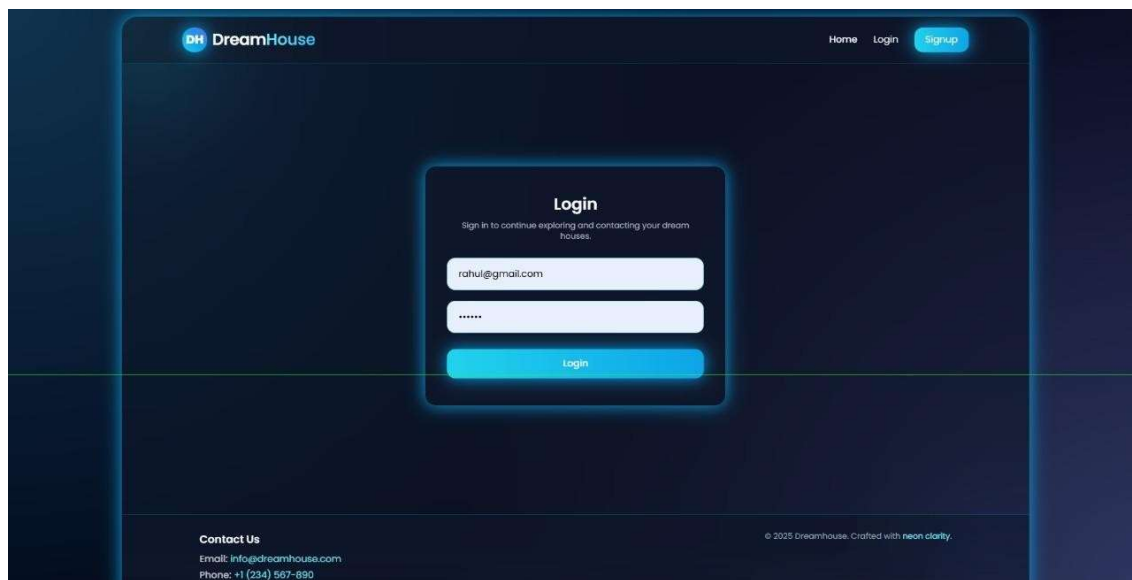 DH DreamHouse
Home Login Signup
Login
Sign in to continue exploring and contacting your dream
houses.
rahul@gmail.com
••••••
Login
Contact Us
Email: info@dreamhouse.com
Phone: +1 (234) 567-890
© 2025 Dreamhouse. Crafted with neon clarity.